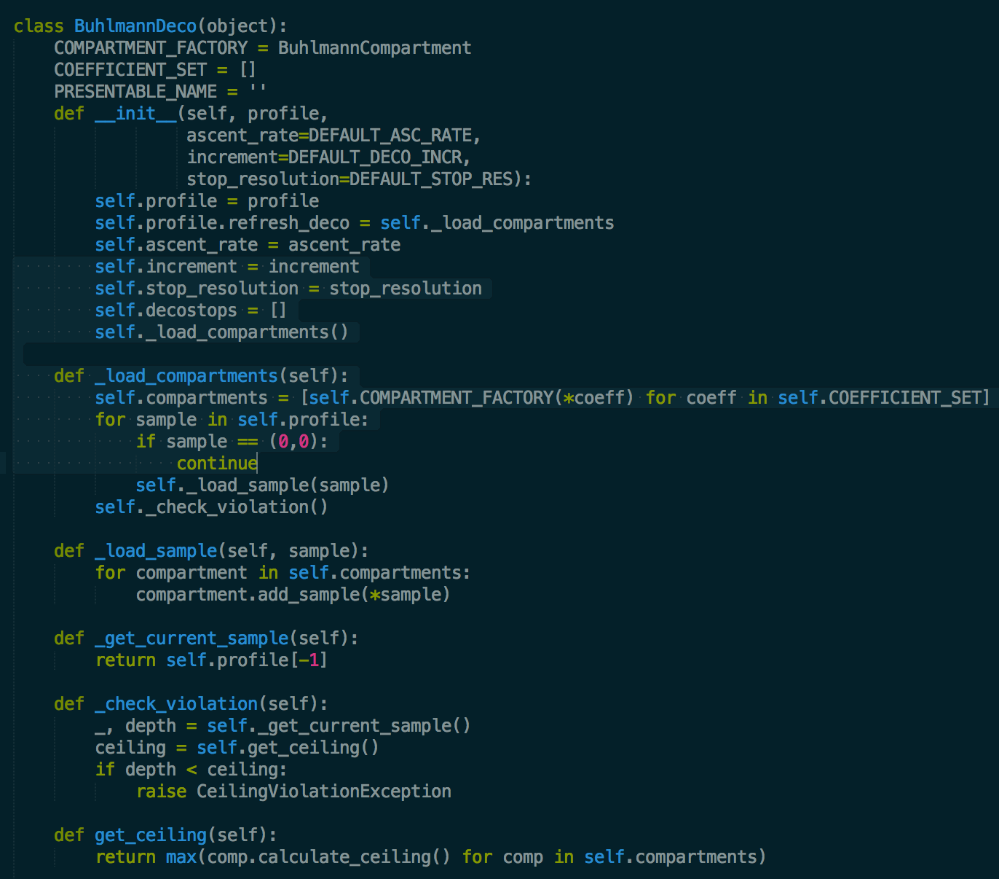 class BuhlmannDeco(object):
    COMPARTMENT_FACTORY = BuhlmannCompartment
    COEFFICIENT_SET = []
    PRESENTABLE_NAME = ''
    def __init__(self, profile,
                 ascent_rate=DEFAULT_ASC_RATE,
                 increment=DEFAULT_DECO_INCR,
                 stop_resolution=DEFAULT_STOP_RES):
        self.profile = profile
        self.profile.refresh_deco = self._load_compartments
        self.ascent_rate = ascent_rate
        self.increment = increment
        self.stop_resolution = stop_resolution
        self.decostops = []
        self._load_compartments()

    def _load_compartments(self):
        self.compartments = [self.COMPARTMENT_FACTORY(*coeff) for coeff in self.COEFFICIENT_SET]
        for sample in self.profile:
            if sample == (0,0):
                continue
            self._load_sample(sample)
        self._check_violation()

    def _load_sample(self, sample):
        for compartment in self.compartments:
            compartment.add_sample(*sample)

    def _get_current_sample(self):
        return self.profile[-1]

    def _check_violation(self):
        _, depth = self._get_current_sample()
        ceiling = self.get_ceiling()
        if depth < ceiling:
            raise CeilingViolationException

    def get_ceiling(self):
        return max(comp.calculate_ceiling() for comp in self.compartments)